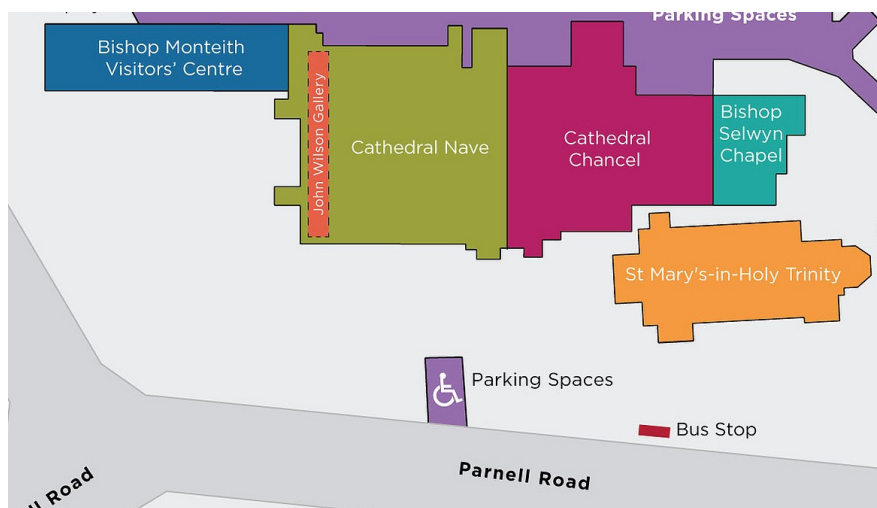 Parking Spaces
Bishop Monteith
Visitors’ Centre
John Wilson Gallery
Cathedral Nave
Cathedral
Chancel
Bishop
Selwyn
Chapel
St Mary's-in-Holy Trinity
Parking Spaces
Bus Stop
Parnell Road
Road